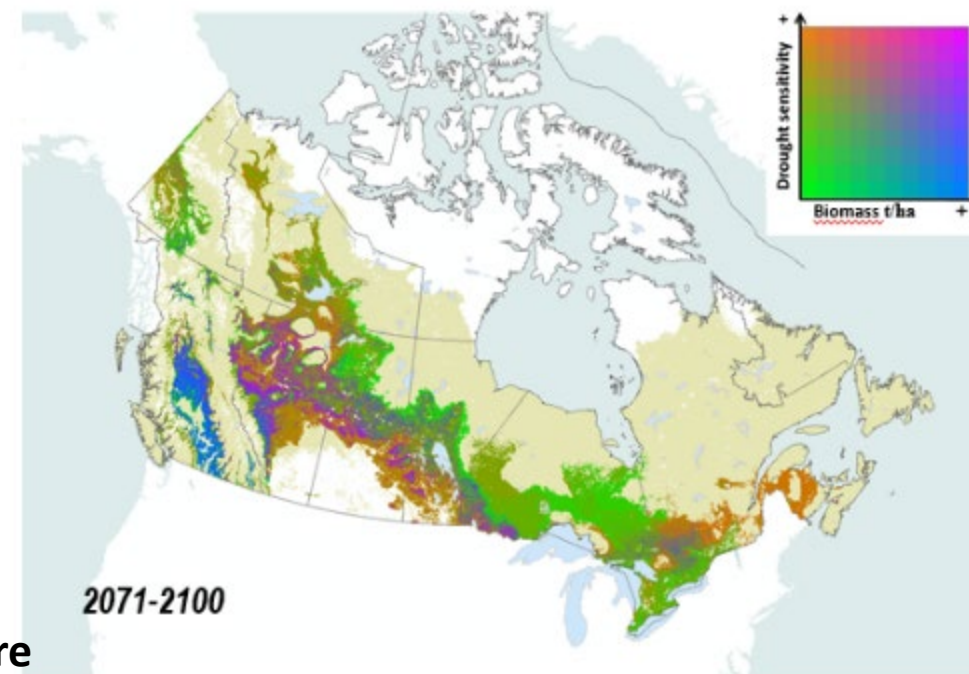 +
Drought sensitivity
Biomass t/ha +
2071-2100
re